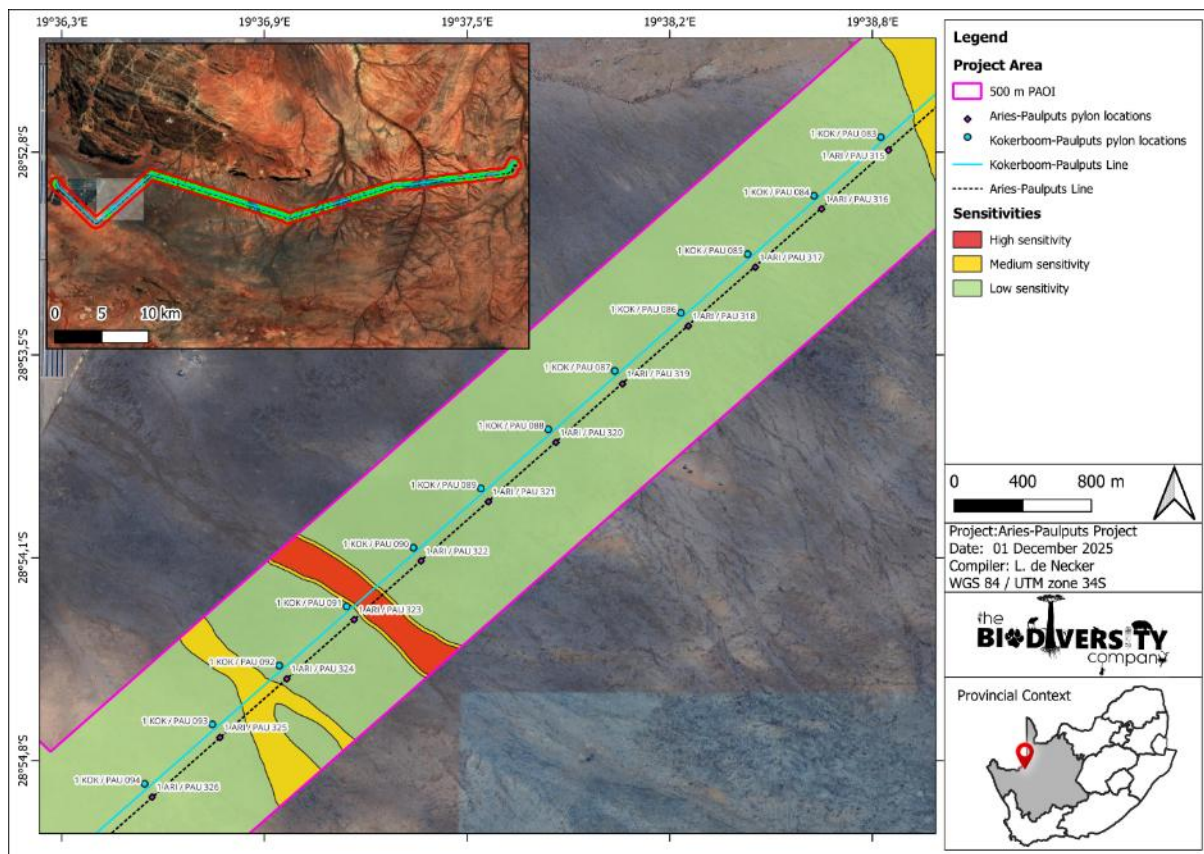 19°36,3'E
19°36,9'E
19°37,5'E
19°38,2'E
19°38,8'E
28°52,8'S
28°53,5'S
28°54,1'S
28°54,8'S
0 5 10 km
1 KOK / PAU 083
1 ARI / PAU 315
1 KOK / PAU 084
1 ARI / PAU 316
1 KOK / PAU 085
1 ARI / PAU 317
1 KOK / PAU 086
1 ARI / PAU 318
1 KOK / PAU 087
1 ARI / PAU 319
1 KOK / PAU 088
1 ARI / PAU 320
1 KOK / PAU 089
1 ARI / PAU 321
1 KOK / PAU 090
1 ARI / PAU 322
1 KOK / PAU 091
1 ARI / PAU 323
1 KOK / PAU 092
1 ARI / PAU 324
1 KOK / PAU 093
1 ARI / PAU 325
1 KOK / PAU 094
1 ARI / PAU 326
Legend
Project Area
500 m PAOI
Aries-Paulputs pylon locations
Kokerboom-Paulputs pylon locations
Kokerboom-Paulputs Line
Aries-Paulputs Line
Sensitivities
High sensitivity
Medium sensitivity
Low sensitivity
0 400 800 m
Project:Aries-Paulputs Project
Date: 01 December 2025
Compiler: L. de Necker
WGS 84 / UTM zone 34S
the
BIODIVERSITY
company
Provincial Context